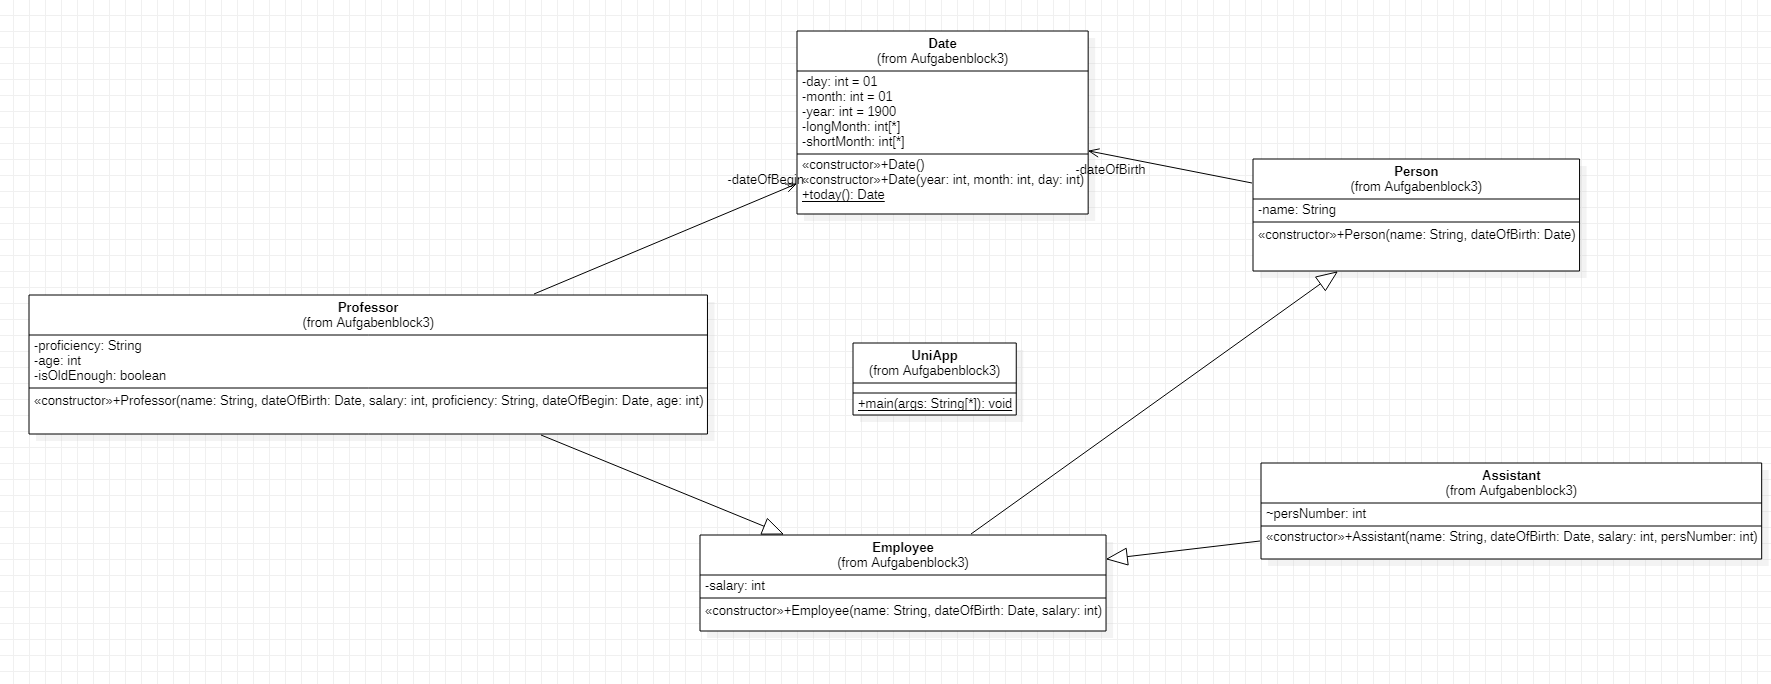 Date
(from Aufgabenblock3)
-day: int = 01
-month: int = 01
-year: int = 1900
-longMonth: int[*]
-shortMonth: int[*]
«constructor»+Date()
«constructor»+Date(year: int, month: int, day: int)
+today(): Date
-dateOfBegin
-dateOfBirth
Person
(from Aufgabenblock3)
-name: String
«constructor»+Person(name: String, dateOfBirth: Date)
Professor
(from Aufgabenblock3)
-proficiency: String
-age: int
-isOldEnough: boolean
«constructor»+Professor(name: String, dateOfBirth: Date, salary: int, proficiency: String, dateOfBegin: Date, age: int)
UniApp
(from Aufgabenblock3)
+main(args: String[*]): void
Assistant
(from Aufgabenblock3)
~persNumber: int
«constructor»+Assistant(name: String, dateOfBirth: Date, salary: int, persNumber: int)
Employee
(from Aufgabenblock3)
-salary: int
«constructor»+Employee(name: String, dateOfBirth: Date, salary: int)